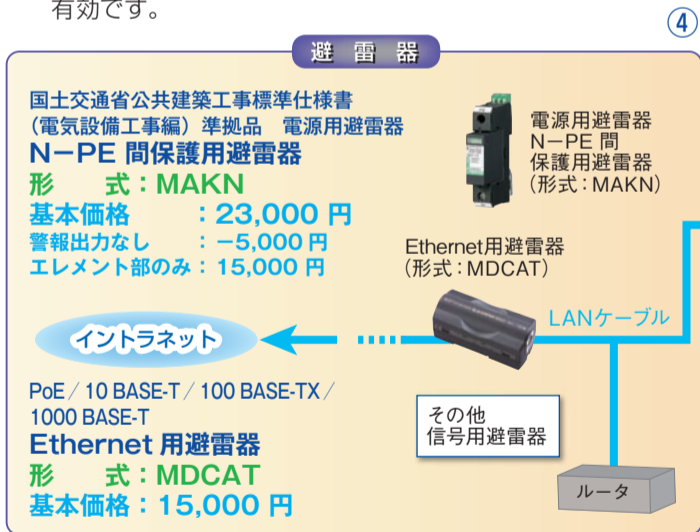 有効です。
④
避 雷 器
国土交通省公共建築工事標準仕様書
(電気設備工事編)準拠品　電源用避雷器
N−PE 間保護用避雷器
形　　式：MAKN
基本価格　　　：23,000 円
警報出力なし　　：−5,000 円
エレメント部のみ：15,000 円
電源用避雷器
N−PE 間
保護用避雷器
(形式：MAKN)
Ethernet用避雷器
(形式：MDCAT)
LANケーブル
イントラネット
PoE / 10 BASE-T / 100 BASE-TX /
1000 BASE-T
Ethernet 用避雷器
形　　式：MDCAT
基本価格：15,000 円
その他
信号用避雷器
ルータ